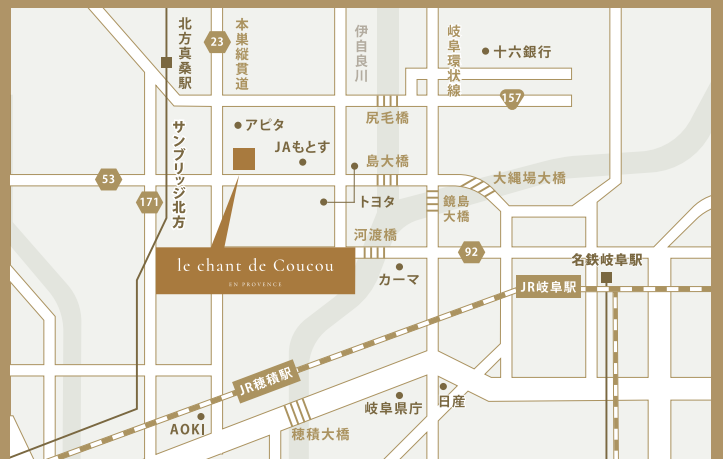 北方真桑駅
23
本巣縦貫道
伊自良川
岐阜環状線
十六銀行
157
尻毛橋
アピタ
JAもとす
サンブリッジ北方
島大橋
53
171
大縄場大橋
トヨタ
鏡島
大橋
河渡橋
92
le chant de Coucou
EN PROVENCE
カーマ
名鉄岐阜駅
JR岐阜駅
JR穂積駅
岐阜県庁
日産
AOKI
穂積大橋